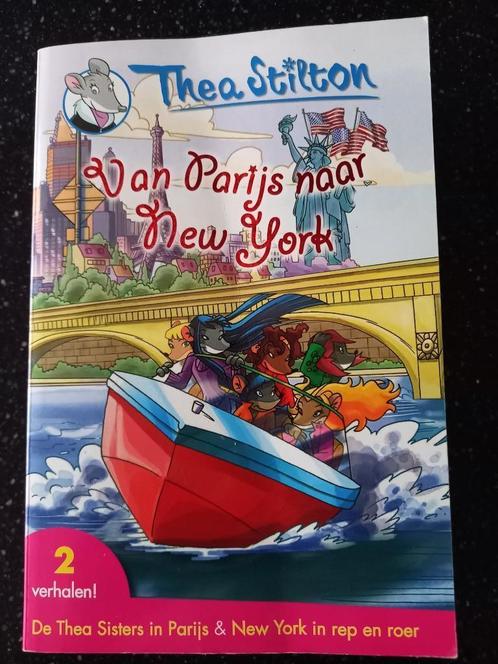 Thea Stilton
Van Parijs naar
New York
2
verhalen!
De Thea Sisters in Parijs & New York in rep en roer